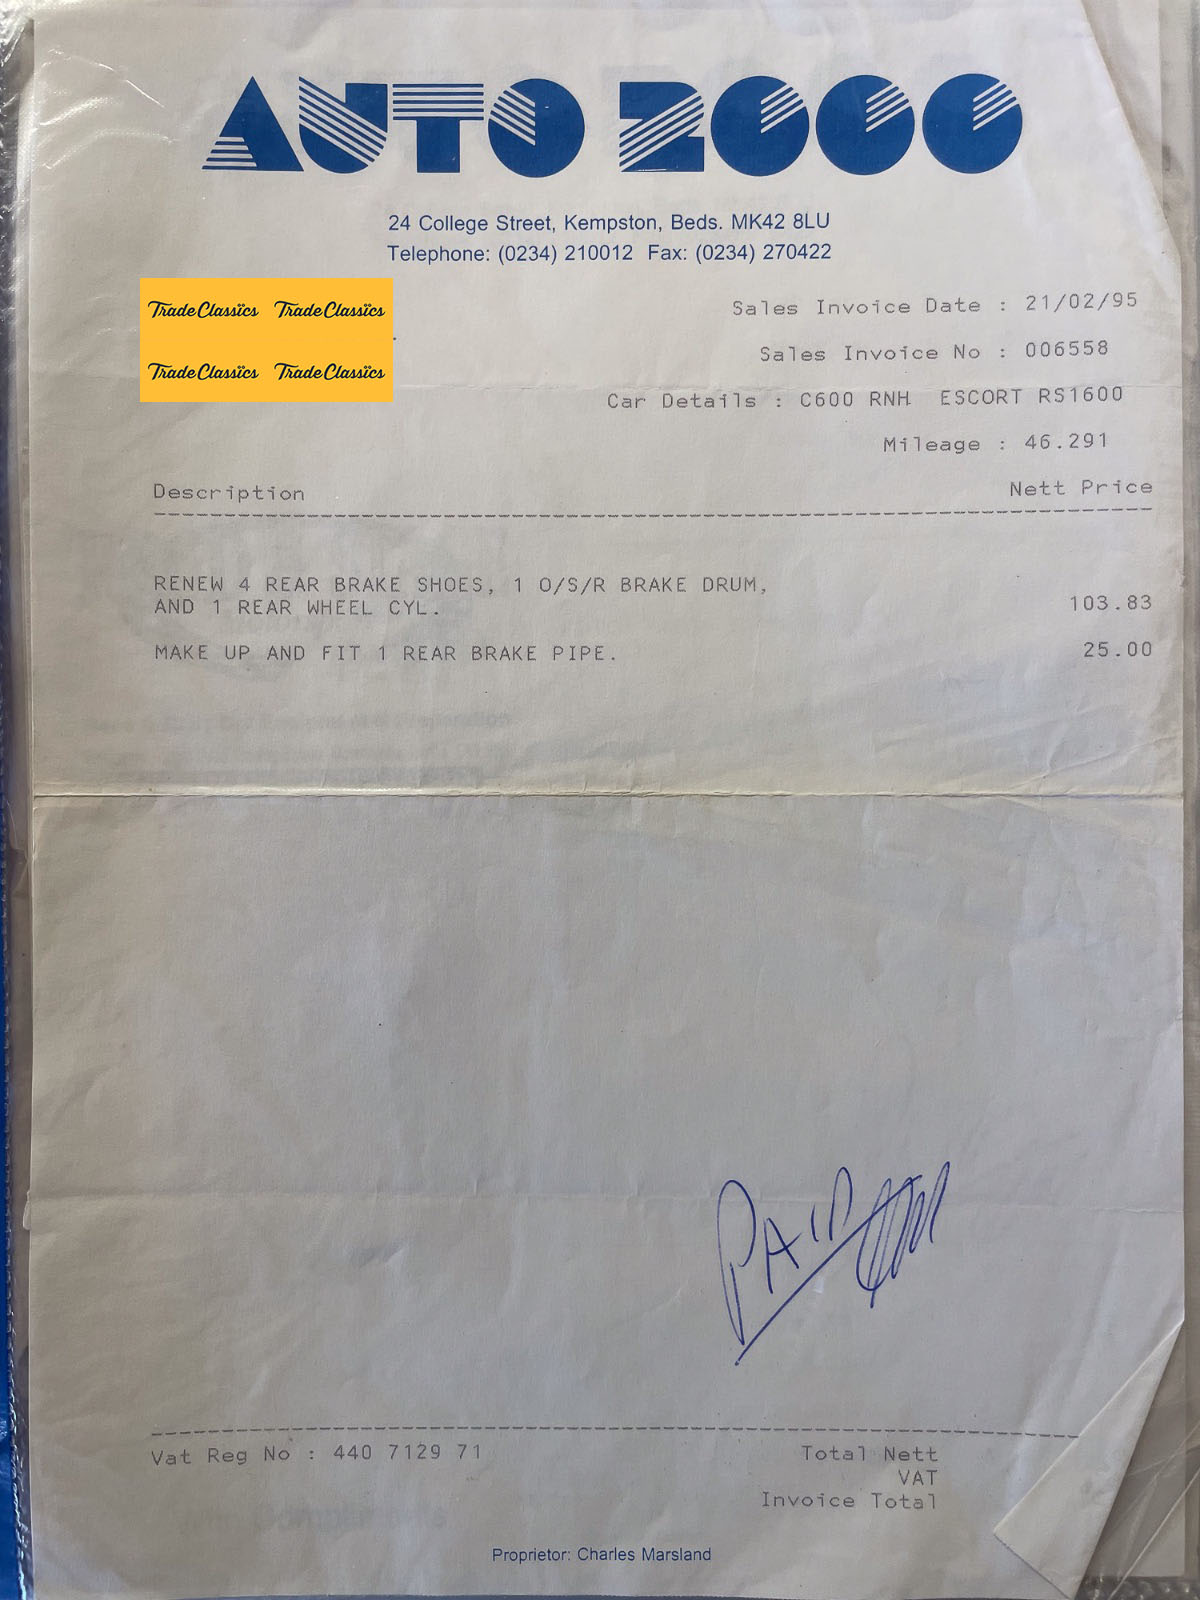 AUTO 2000
24 College Street, Kempston, Beds. MK42 8LU
Telephone: (0234) 210012 Fax: (0234) 270422
TradeClassics TradeClassics
TradeClassics TradeClassics
Sales Invoice Date : 21/02/95
Sales Invoice No : 006558
Car Details : C600 RNH ESCORT RS1600
Mileage : 46.291
Description Nett Price
RENEW 4 REAR BRAKE SHOES, 1 O/S/R BRAKE DRUM,
AND 1 REAR WHEEL CYL. 103.83
MAKE UP AND FIT 1 REAR BRAKE PIPE. 25.00
PAID
Vat Reg No : 440 7129 71 Total Nett
VAT
Invoice Total
Proprietor: Charles Marsland